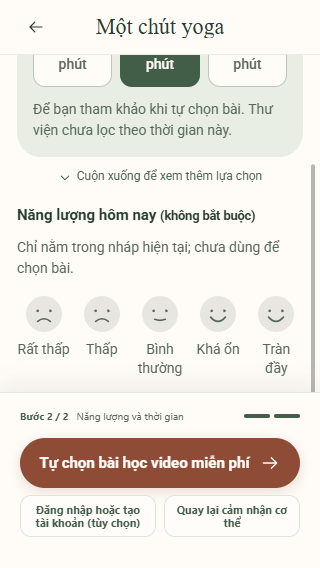 Một chút yoga
phút
phút
phút
Để bạn tham khảo khi tự chọn bài. Thư
viện chưa lọc theo thời gian này.
Cuộn xuống để xem thêm lựa chọn
Năng lượng hôm nay (không bắt buộc)
Chỉ nằm trong nháp hiện tại; chưa dùng để
chọn bài.
Rất thấp
Thấp
Bình
thường
Khá ổn
Tràn
đầy
Bước 2 / 2 Năng lượng và thời gian
Tự chọn bài học video miễn phí
Đăng nhập hoặc tạo
tài khoản (tùy chọn)
Quay lại cảm nhận cơ
thể